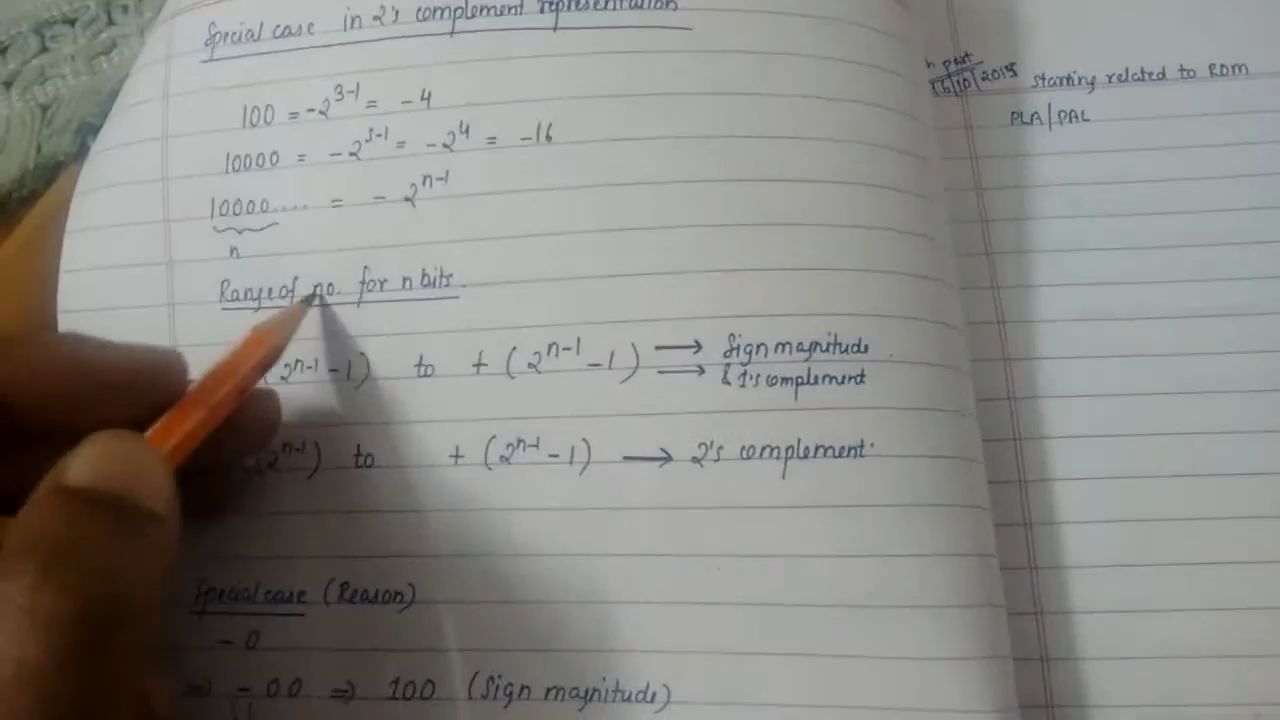 Special case in 2's complement representation
100 = -2^3-1 = -4
10000 = -2^5-1 = -2^4 = -16
10000.... = -2^n-1
n
Range of no. for n bits.
(2^n-1 -1) to +(2^n-1 -1) → Sign magnitude
→ & 1's complement
(2^n-1) to +(2^n-1 -1) → 2's complement.
Special case (Reason)
-0
⇒ -00 ⇒ 100 (Sign magnitude)
2015 starting related to ROM
PLA/PAL